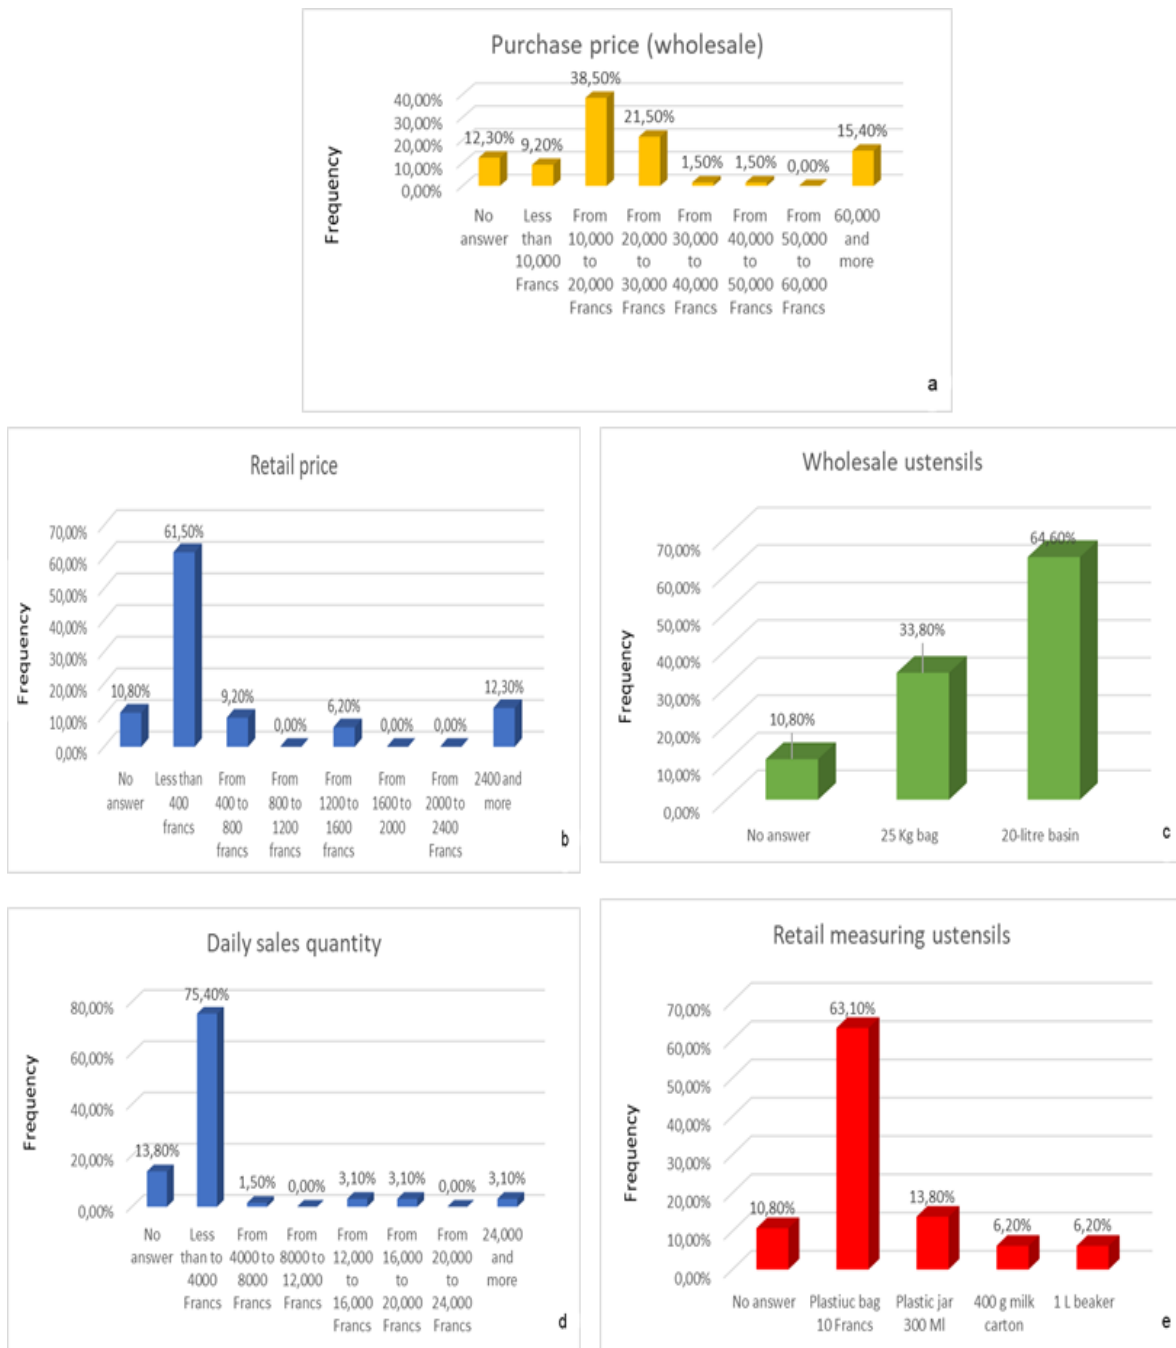 Purchase price (wholesale)
Frequency
40,00%
30,00%
20,00%
10,00%
0,00%
12,30%
9,20%
38,50%
21,50%
1,50%
1,50%
0,00%
15,40%
No answer
Less than 10,000 Francs
From 10,000 to 20,000 Francs
From 20,000 to 30,000 Francs
From 30,000 to 40,000 Francs
From 40,000 to 50,000 Francs
From 50,000 to 60,000 Francs
60,000 and more
a
Retail price
Frequency
70,00%
60,00%
50,00%
40,00%
30,00%
20,00%
10,00%
0,00%
10,80%
61,50%
9,20%
0,00%
6,20%
0,00%
0,00%
12,30%
No answer
Less than 400 francs
From 400 to 800 francs
From 800 to 1200 francs
From 1200 to 1600 francs
From 1600 to 2000
From 2000 to 2400 Francs
2400 and more
b
Wholesale ustensils
Frequency
70,00%
60,00%
50,00%
40,00%
30,00%
20,00%
10,00%
0,00%
10,80%
33,80%
64,60%
No answer
25 Kg bag
20-litre basin
c
Daily sales quantity
Frequency
80,00%
60,00%
40,00%
20,00%
0,00%
13,80%
75,40%
1,50%
0,00%
3,10%
3,10%
0,00%
3,10%
No answer
Less than to 4000 Francs
From 4000 to 8000 Francs
From 8000 to 12,000 Francs
From 12,000 to 16,000 Francs
From 16,000 to 20,000 Francs
From 20,000 to 24,000 Francs
24,000 and more
d
Retail measuring ustensils
Frequency
70,00%
60,00%
50,00%
40,00%
30,00%
20,00%
10,00%
0,00%
10,80%
63,10%
13,80%
6,20%
6,20%
No answer
Plastiuc bag 10 Francs
Plastic jar 300 Ml
400 g milk carton
1 L beaker
e